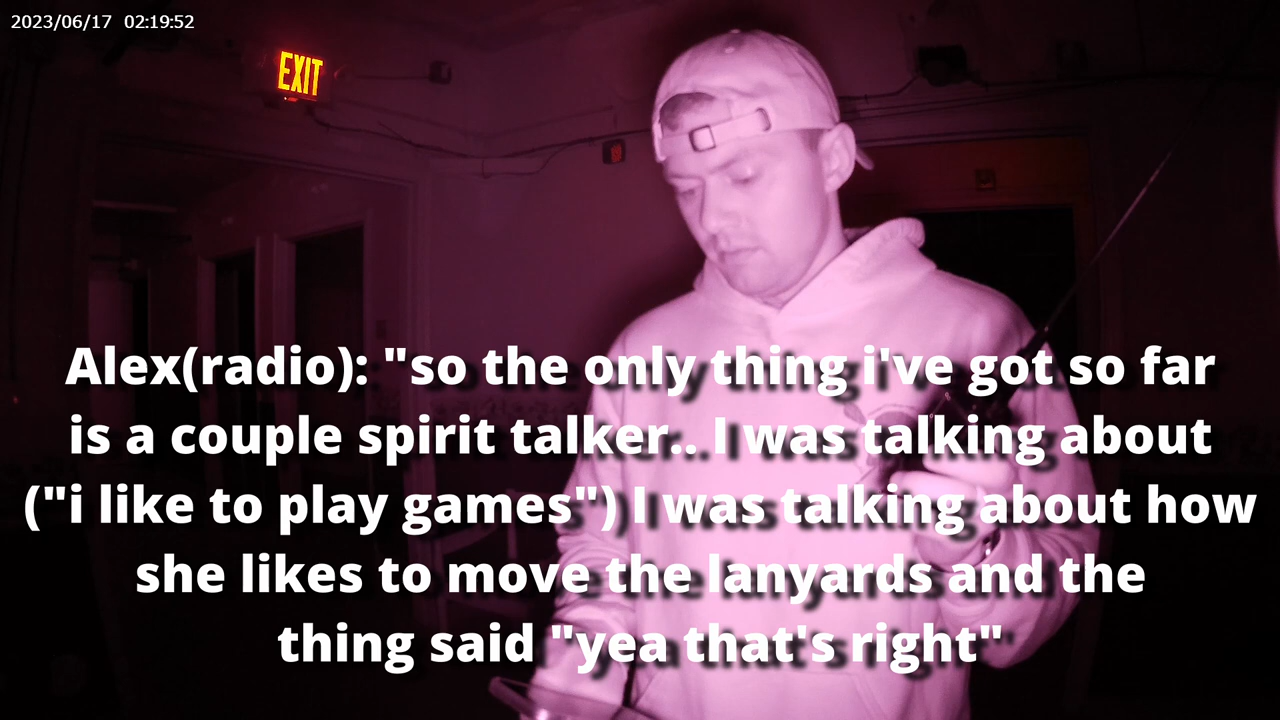 2023/06/17 02:19:52
EXIT
Alex(radio): "so the only thing i've got so far
is a couple spirit talker.. I was talking about
("i like to play games") I was talking about how
she likes to move the lanyards and the
thing said "yea that's right"